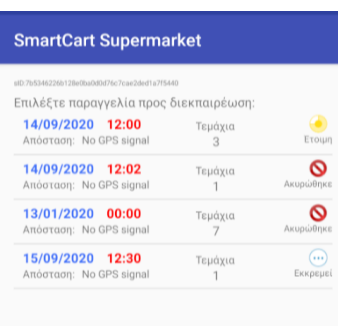 SmartCart Supermarket
Επιλέξτε παραγγελία προς διεκπαιρέωση:
14/09/2020 12:00 Τεμάχια
Απόσταση: No GPS signal 3 Ετοιμη
14/09/2020 12:02 Τεμάχια
Απόσταση: No GPS signal 1 Ακυρώθηκε
13/01/2020 00:00 Τεμάχια
Απόσταση: No GPS signal 7 Ακυρώθηκε
15/09/2020 12:30 Τεμάχια
Απόσταση: No GPS signal 1 Εκκρεμεί